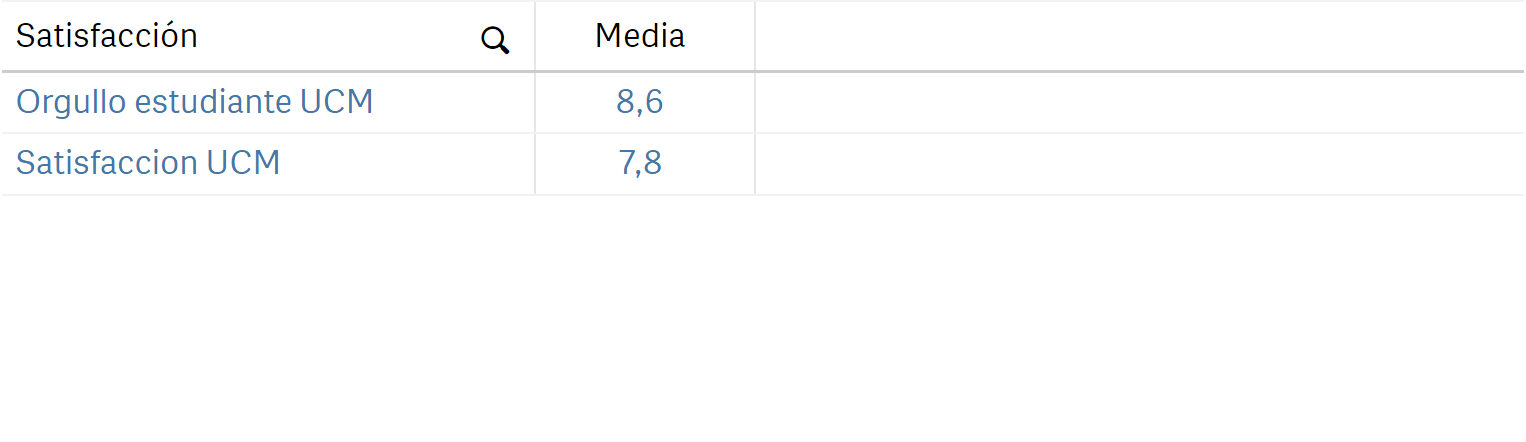 Satisfacción Media
Orgullo estudiante UCM 8,6
Satisfaccion UCM 7,8